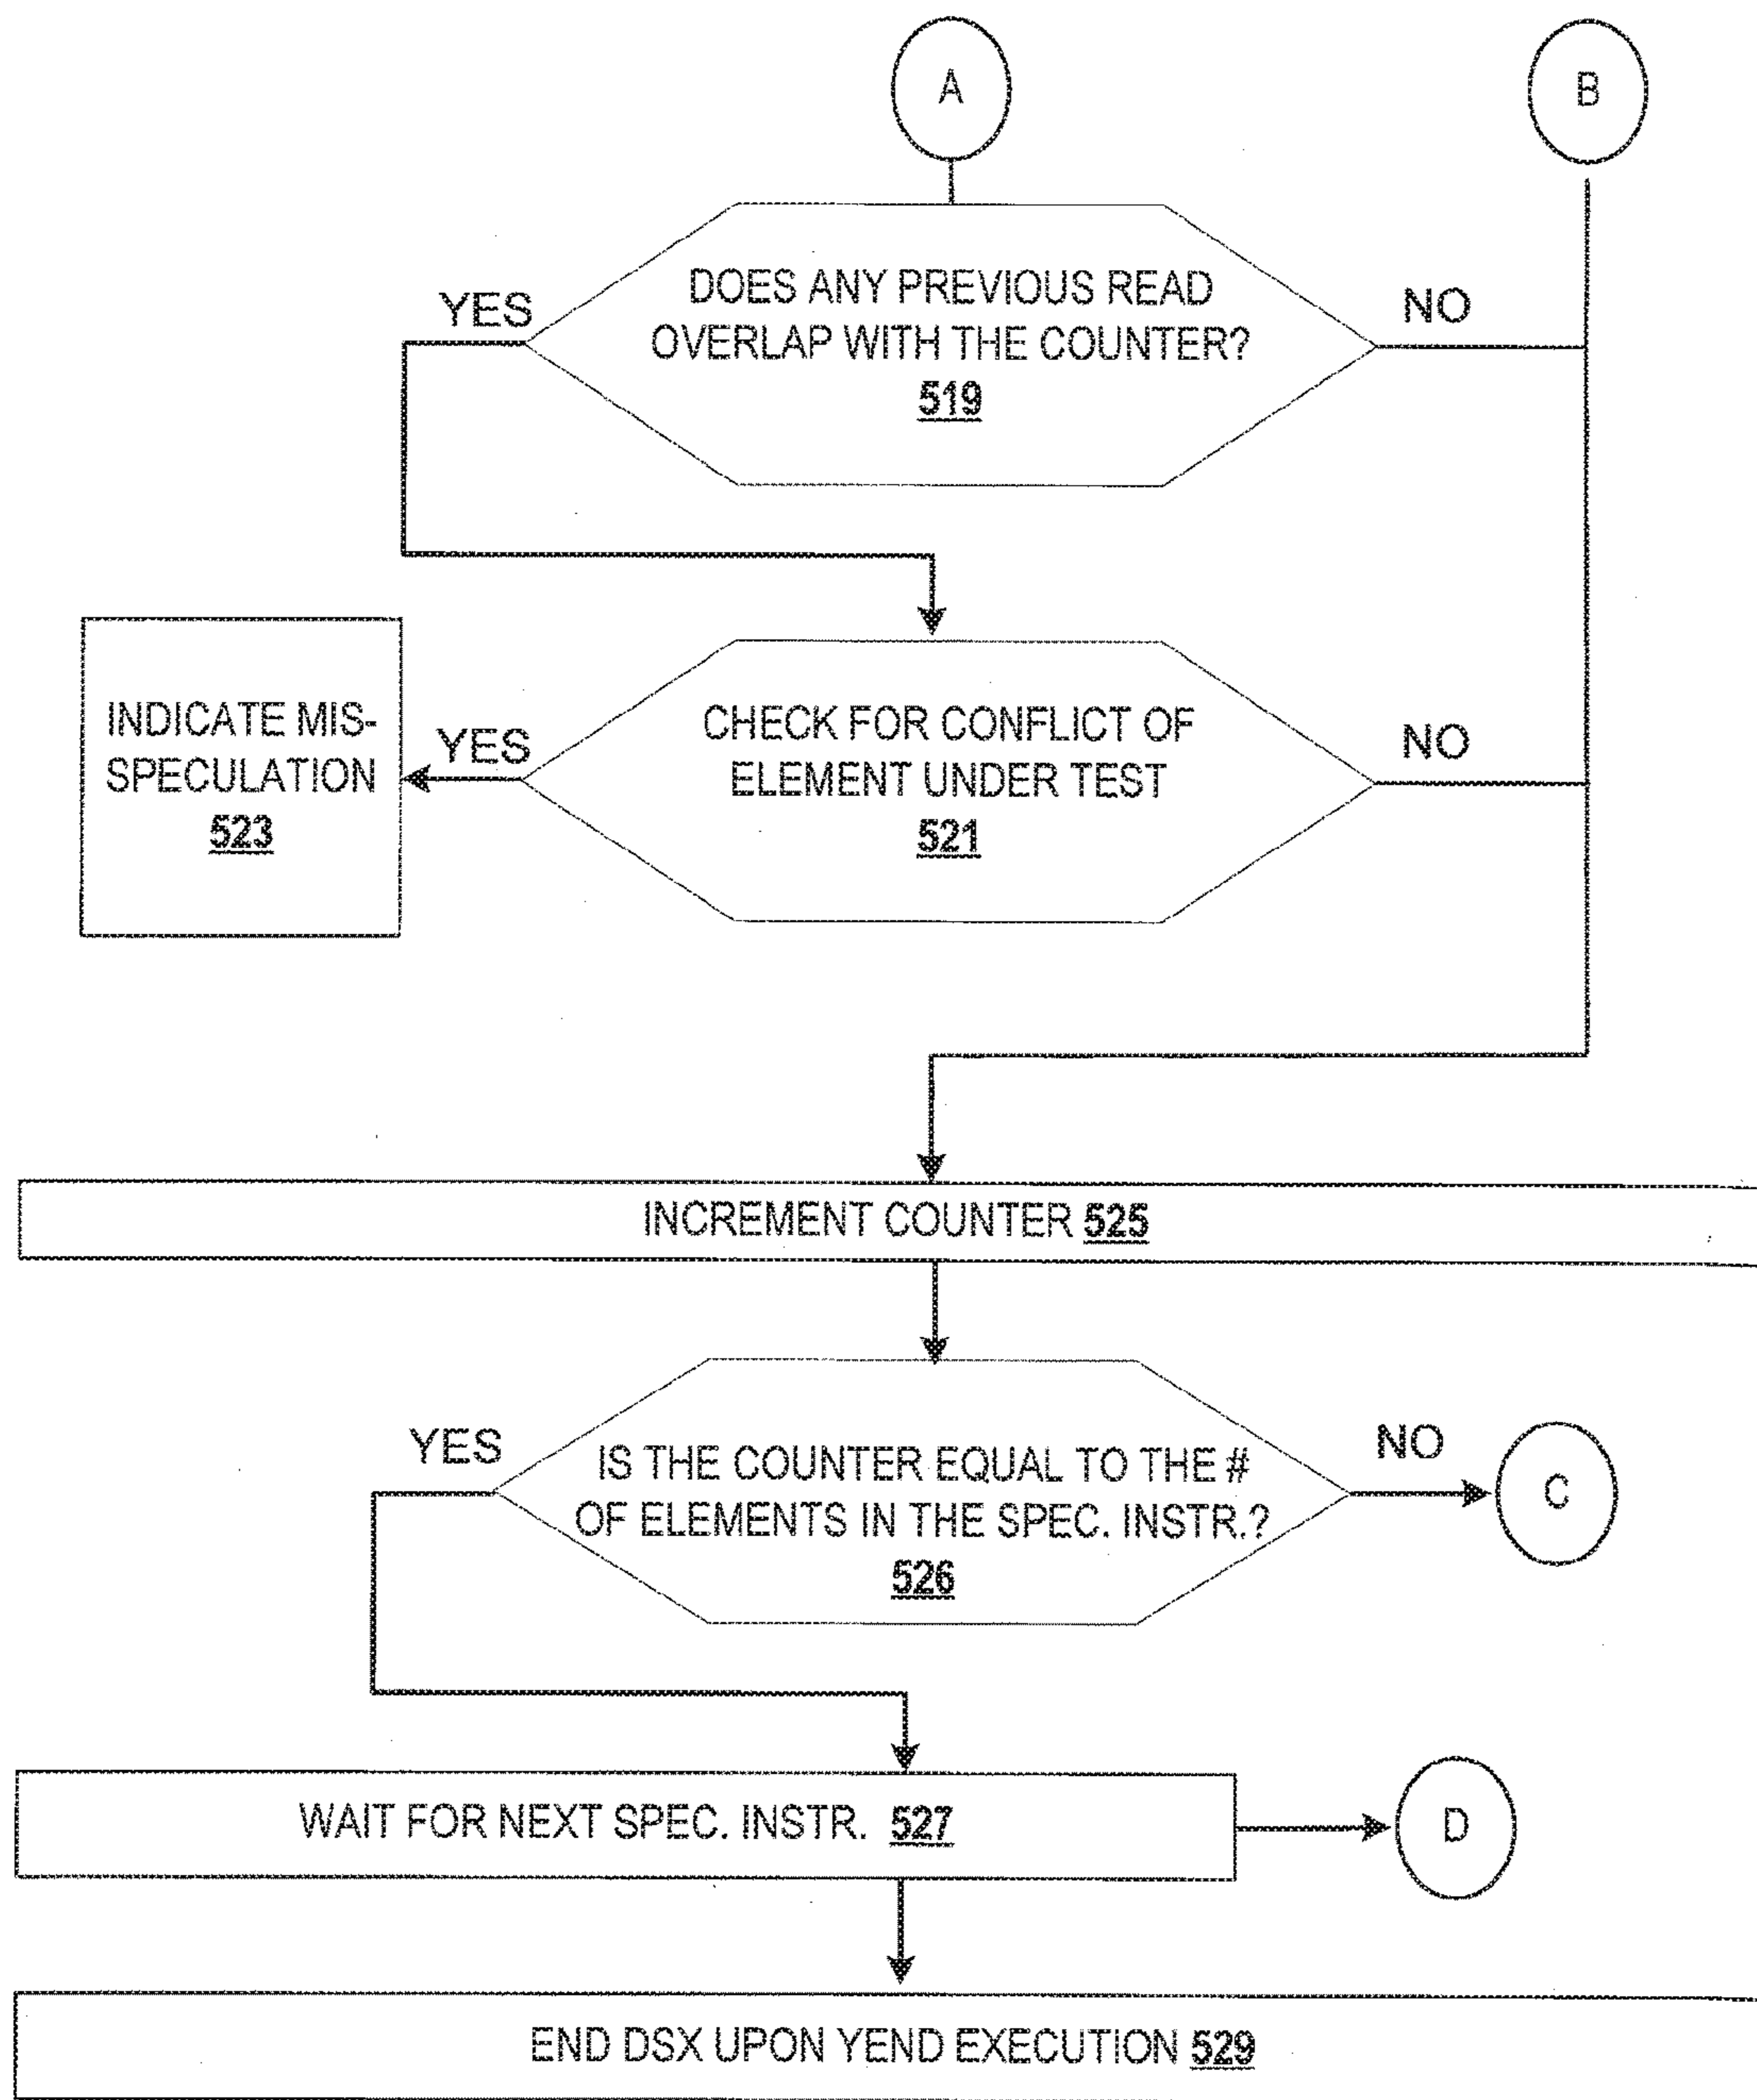 A
B
DOES ANY PREVIOUS READ
OVERLAP WITH THE COUNTER?
519
YES
NO
CHECK FOR CONFLICT OF
ELEMENT UNDER TEST
521
YES
NO
INDICATE MIS-
SPECULATION
523
INCREMENT COUNTER 525
IS THE COUNTER EQUAL TO THE #
OF ELEMENTS IN THE SPEC. INSTR.?
526
YES
NO
C
WAIT FOR NEXT SPEC. INSTR. 527
D
END DSX UPON YEND EXECUTION 529